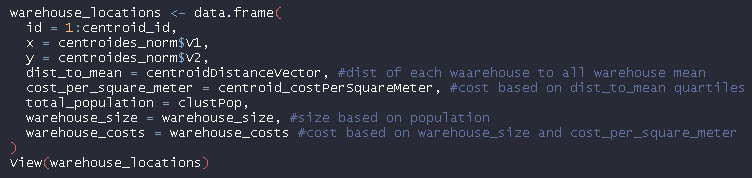 warehouse_locations <- data.frame(
id = 1:centroid_id,
x = centroides_norm$V1,
y = centroides_norm$V2,
dist_to_mean = centroidDistanceVector, #dist of each waarehouse to all warehouse mean
cost_per_square_meter = centroid_costPerSquareMeter, #cost based on dist_to_mean quartiles
total_population = clustPop,
warehouse_size = warehouse_size, #size based on population
warehouse_costs = warehouse_costs #cost based on warehouse_size and cost_per_square_meter
)
View(warehouse_locations)